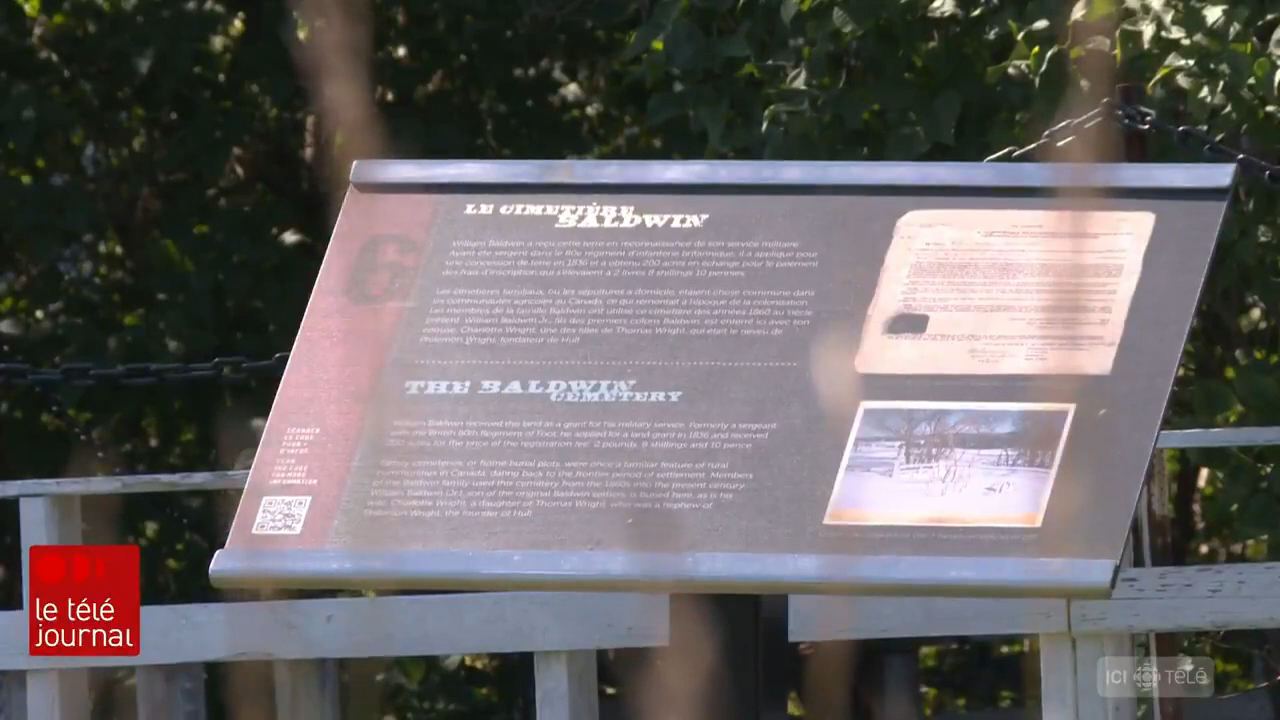 LE CIMETIÈRE
BALDWIN
William Baldwin a reçu cette terre en reconnaissance de son service militaire
Ayant été sergent dans le 80e régiment d'infanterie britannique, il a appliqué pour
une concession de terre en 1836 et a obtenu 200 acres en échange pour le paiement
des frais d'inscription qui s'élevaient à 2 livres 8 shillings 10 pennies.
Les cimetières familiaux, ou les sépultures à domicile, étaient chose commune dans
les communautés agricoles au Canada, ce qui remontait à l'époque de la colonisation.
Les membres de la famille Baldwin ont utilisé ce cimetière des années 1860 au siècle
présent. William Baldwin Jr., fils des premiers colons Baldwin, est enterré ici avec son
épouse, Charlotte Wright, une des filles de Thomas Wright, qui était le neveu de
Philemon Wright, fondateur de Hull
THE BALDWIN
CEMETERY
William Baldwin received this land as a grant for his military service. Formerly a sergeant
with the British 80th Regiment of Foot, he applied for a land grant in 1836 and received
200 acres for the price of the registration fee: 2 pounds, 8 shillings and 10 pence
Family cemeteries, or home burial plots, were once a familiar feature of rural
communities in Canada, dating back to the frontier days of settlement. Members
of the Baldwin family used this cemetery from the 1860s into the present century.
William Baldwin (Jr.), son of the original Baldwin settlers, is buried here, as is his
wife, Charlotte Wright, a daughter of Thomas Wright, who was a nephew of
Philemon Wright, the founder of Hull
SCANNER
LE CODE
POUR +
D'INFOS
SCAN
THE CODE
FOR MORE
INFORMATION
le télé
journal
ICI TÉLÉ